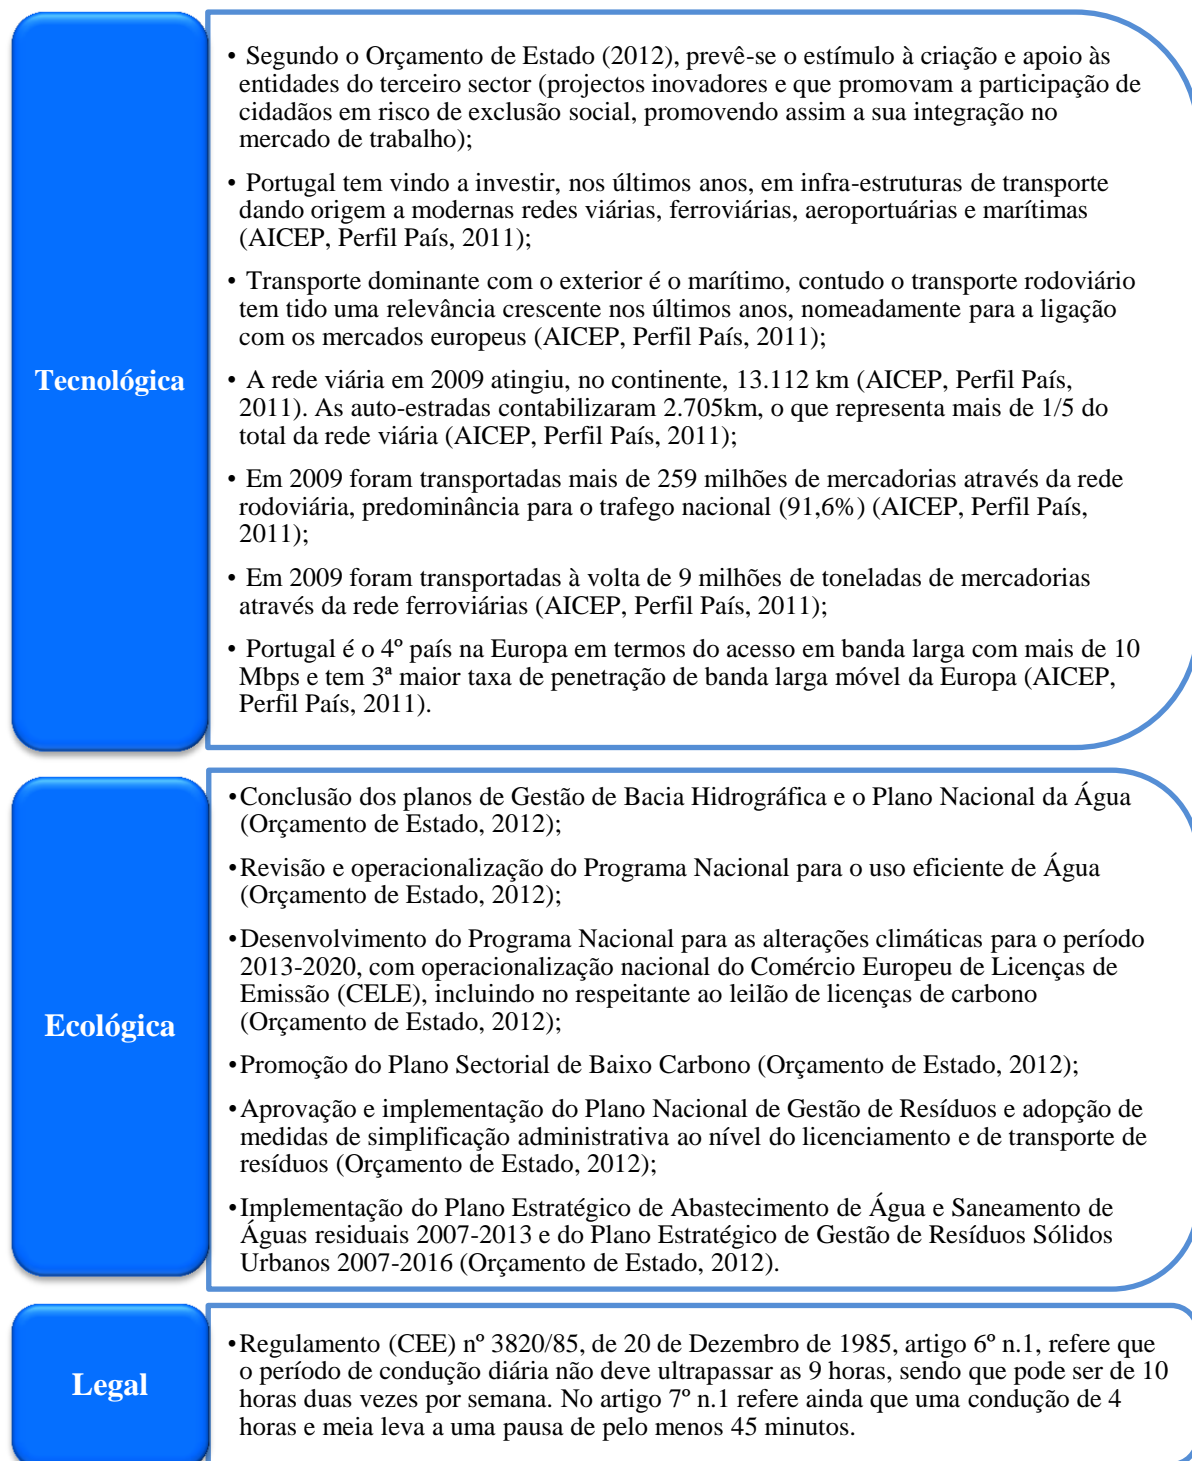 Tecnológica
• Segundo o Orçamento de Estado (2012), prevê-se o estímulo à criação e apoio às
entidades do terceiro sector (projectos inovadores e que promovam a participação de
cidadãos em risco de exclusão social, promovendo assim a sua integração no
mercado de trabalho);
• Portugal tem vindo a investir, nos últimos anos, em infra-estruturas de transporte
dando origem a modernas redes viárias, ferroviárias, aeroportuárias e marítimas
(AICEP, Perfil País, 2011);
• Transporte dominante com o exterior é o marítimo, contudo o transporte rodoviário
tem tido uma relevância crescente nos últimos anos, nomeadamente para a ligação
com os mercados europeus (AICEP, Perfil País, 2011);
• A rede viária em 2009 atingiu, no continente, 13.112 km (AICEP, Perfil País,
2011). As auto-estradas contabilizaram 2.705km, o que representa mais de 1/5 do
total da rede viária (AICEP, Perfil País, 2011);
• Em 2009 foram transportadas mais de 259 milhões de mercadorias através da rede
rodoviária, predominância para o trafego nacional (91,6%) (AICEP, Perfil País,
2011);
• Em 2009 foram transportadas à volta de 9 milhões de toneladas de mercadorias
através da rede ferroviárias (AICEP, Perfil País, 2011);
• Portugal é o 4º país na Europa em termos do acesso em banda larga com mais de 10
Mbps e tem 3ª maior taxa de penetração de banda larga móvel da Europa (AICEP,
Perfil País, 2011).
Ecológica
•Conclusão dos planos de Gestão de Bacia Hidrográfica e o Plano Nacional da Água
(Orçamento de Estado, 2012);
•Revisão e operacionalização do Programa Nacional para o uso eficiente de Água
(Orçamento de Estado, 2012);
•Desenvolvimento do Programa Nacional para as alterações climáticas para o período
2013-2020, com operacionalização nacional do Comércio Europeu de Licenças de
Emissão (CELE), incluindo no respeitante ao leilão de licenças de carbono
(Orçamento de Estado, 2012);
•Promoção do Plano Sectorial de Baixo Carbono (Orçamento de Estado, 2012);
•Aprovação e implementação do Plano Nacional de Gestão de Resíduos e adopção de
medidas de simplificação administrativa ao nível do licenciamento e de transporte de
resíduos (Orçamento de Estado, 2012);
•Implementação do Plano Estratégico de Abastecimento de Água e Saneamento de
Águas residuais 2007-2013 e do Plano Estratégico de Gestão de Resíduos Sólidos
Urbanos 2007-2016 (Orçamento de Estado, 2012).
Legal
•Regulamento (CEE) nº 3820/85, de 20 de Dezembro de 1985, artigo 6º n.1, refere que
o período de condução diária não deve ultrapassar as 9 horas, sendo que pode ser de 10
horas duas vezes por semana. No artigo 7º n.1 refere ainda que uma condução de 4
horas e meia leva a uma pausa de pelo menos 45 minutos.